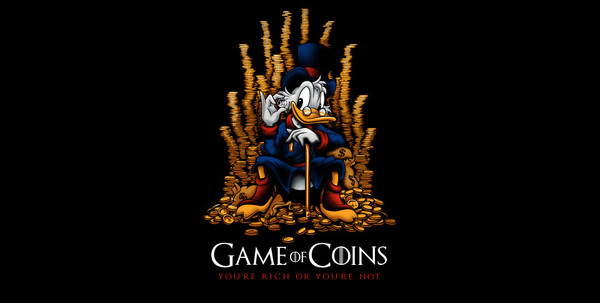 $
GAME OF COINS
YOU'RE RICH OR YOU'RE NOT